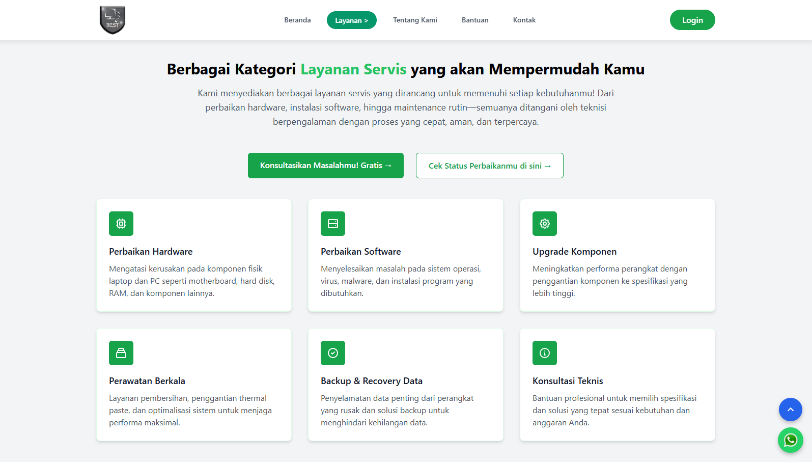 Beranda
Layanan >
Tentang Kami
Bantuan
Kontak
Login
Berbagai Kategori Layanan Servis yang akan Mempermudah Kamu
Kami menyediakan berbagai layanan servis yang dirancang untuk memenuhi setiap kebutuhanmu! Dari
perbaikan hardware, instalasi software, hingga maintenance rutin—semuanya ditangani oleh teknisi
berpengalaman dengan proses yang cepat, aman, dan terpercaya.
Konsultasikan Masalahmu! Gratis →
Cek Status Perbaikanmu di sini →
Perbaikan Hardware
Mengatasi kerusakan pada komponen fisik
laptop dan PC seperti motherboard, hard disk,
RAM, dan komponen lainnya.
Perbaikan Software
Menyelesaikan masalah pada sistem operasi,
virus, malware, dan instalasi program yang
dibutuhkan.
Upgrade Komponen
Meningkatkan performa perangkat dengan
penggantian komponen ke spesifikasi yang
lebih tinggi.
Perawatan Berkala
Layanan pembersihan, penggantian thermal
paste, dan optimalisasi sistem untuk menjaga
performa maksimal.
Backup & Recovery Data
Penyelamatan data penting dari perangkat
yang rusak dan solusi backup untuk
menghindari kehilangan data.
Konsultasi Teknis
Bantuan profesional untuk memilih spesifikasi
dan solusi yang tepat sesuai kebutuhan dan
anggaran Anda.